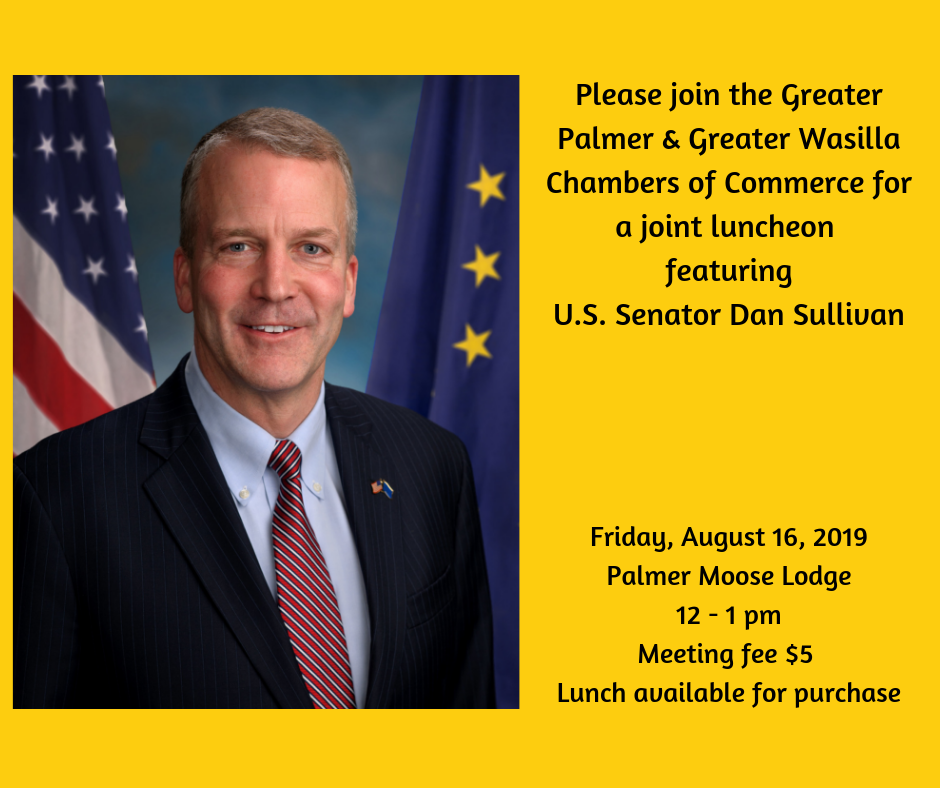 Please join the Greater
Palmer & Greater Wasilla
Chambers of Commerce for
a joint luncheon
featuring
U.S. Senator Dan Sullivan
Friday, August 16, 2019
Palmer Moose Lodge
12 - 1 pm
Meeting fee $5
Lunch available for purchase